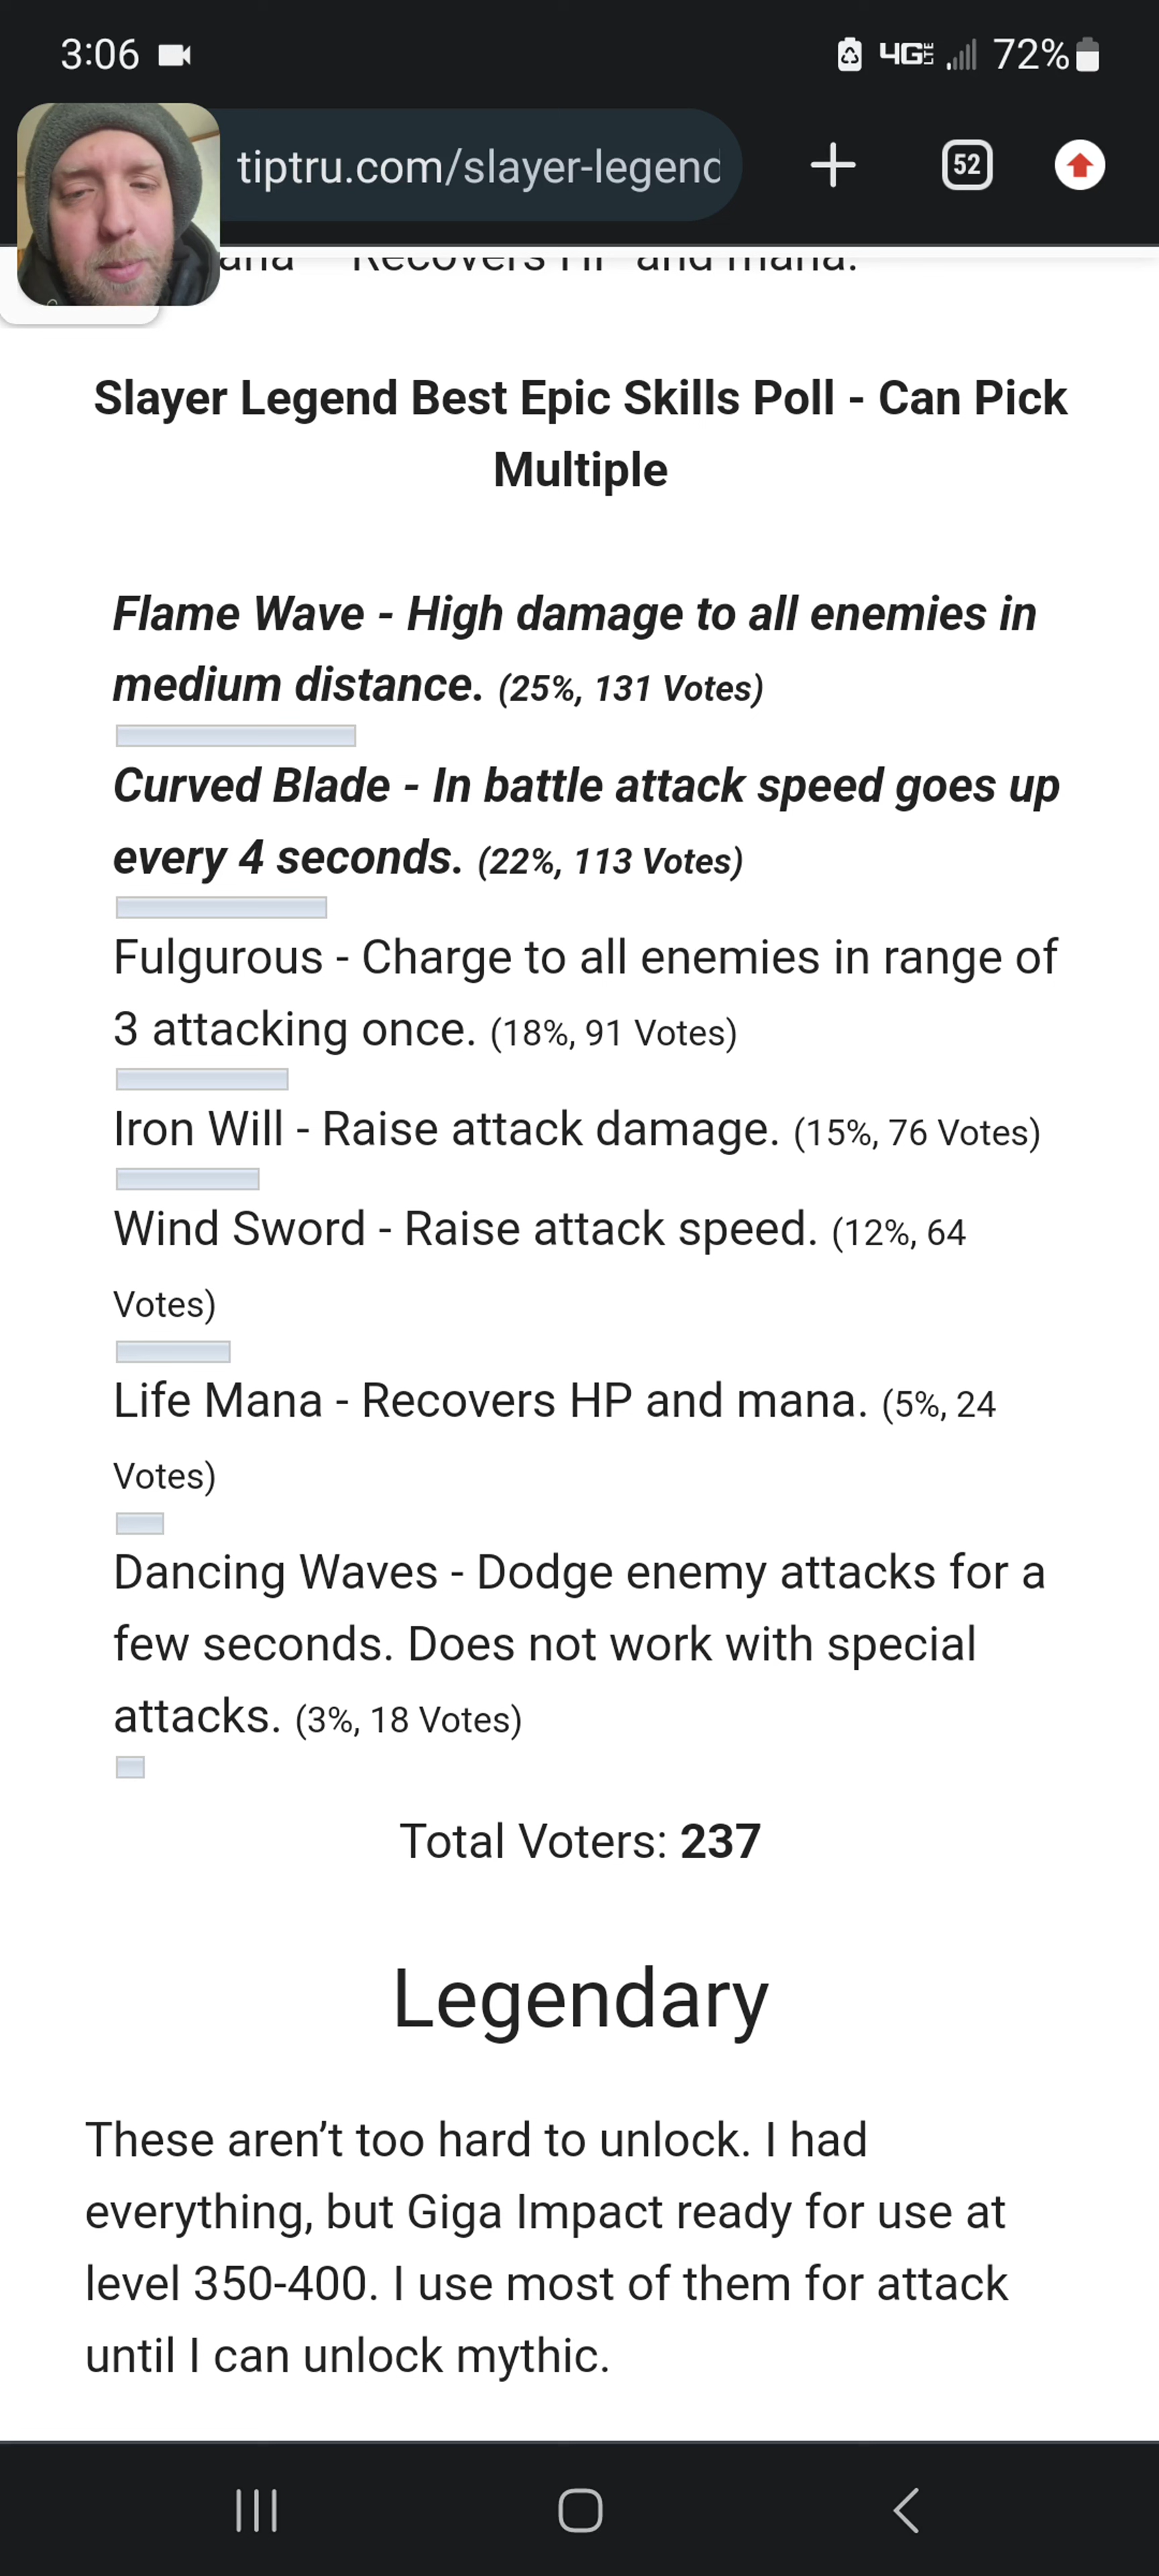 3:06
4G LTE 72%
tiptru.com/slayer-legend
52
Recovers HP and mana.
Slayer Legend Best Epic Skills Poll - Can Pick
Multiple
Flame Wave - High damage to all enemies in
medium distance. (25%, 131 Votes)
Curved Blade - In battle attack speed goes up
every 4 seconds. (22%, 113 Votes)
Fulgurous - Charge to all enemies in range of
3 attacking once. (18%, 91 Votes)
Iron Will - Raise attack damage. (15%, 76 Votes)
Wind Sword - Raise attack speed. (12%, 64
Votes)
Life Mana - Recovers HP and mana. (5%, 24
Votes)
Dancing Waves - Dodge enemy attacks for a
few seconds. Does not work with special
attacks. (3%, 18 Votes)
Total Voters: 237
Legendary
These aren’t too hard to unlock. I had
everything, but Giga Impact ready for use at
level 350-400. I use most of them for attack
until I can unlock mythic.